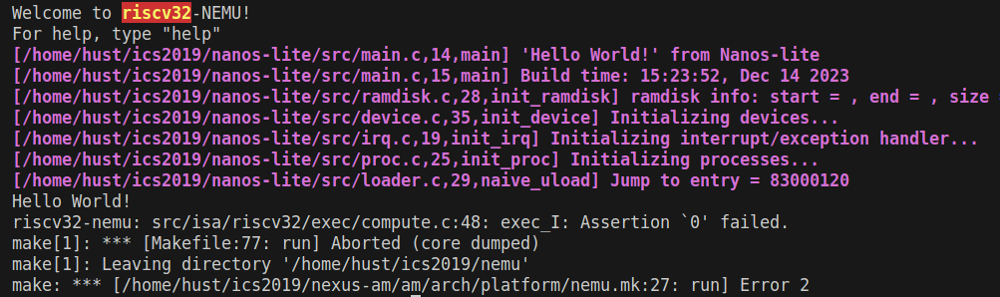 Welcome to riscv32-NEMU!
For help, type "help"
[/home/hust/ics2019/nanos-lite/src/main.c,14,main] 'Hello World!' from Nanos-lite
[/home/hust/ics2019/nanos-lite/src/main.c,15,main] Build time: 15:23:52, Dec 14 2023
[/home/hust/ics2019/nanos-lite/src/ramdisk.c,28,init_ramdisk] ramdisk info: start = , end = , size
[/home/hust/ics2019/nanos-lite/src/device.c,35,init_device] Initializing devices...
[/home/hust/ics2019/nanos-lite/src/irq.c,19,init_irq] Initializing interrupt/exception handler...
[/home/hust/ics2019/nanos-lite/src/proc.c,25,init_proc] Initializing processes...
[/home/hust/ics2019/nanos-lite/src/loader.c,29,naive_uload] Jump to entry = 83000120
Hello World!
riscv32-nemu: src/isa/riscv32/exec/compute.c:48: exec_I: Assertion `0' failed.
make[1]: *** [Makefile:77: run] Aborted (core dumped)
make[1]: Leaving directory '/home/hust/ics2019/nemu'
make: *** [/home/hust/ics2019/nexus-am/am/arch/platform/nemu.mk:27: run] Error 2